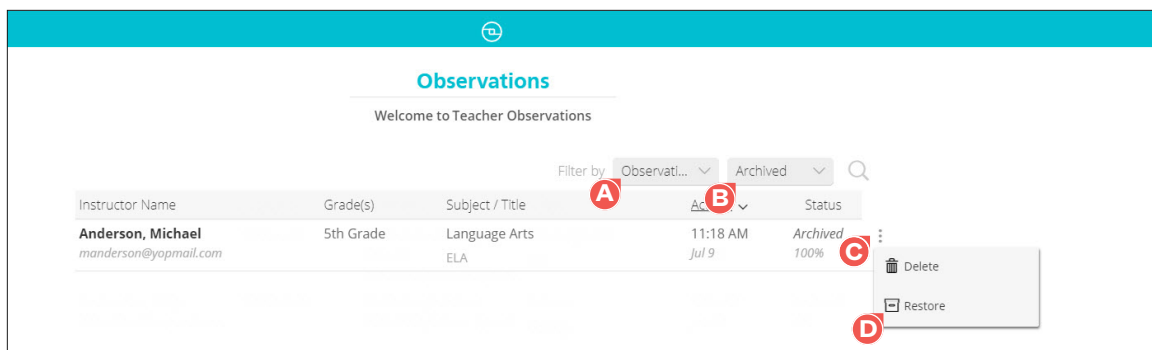 Observations
Welcome to Teacher Observations
Filter by Observati... Archived
A B
Instructor Name Grade(s) Subject / Title Status
Anderson, Michael 5th Grade Language Arts 11:18 AM Archived
manderson@yopmail.com ELA Jul 9 100%
C
Delete
Restore
D